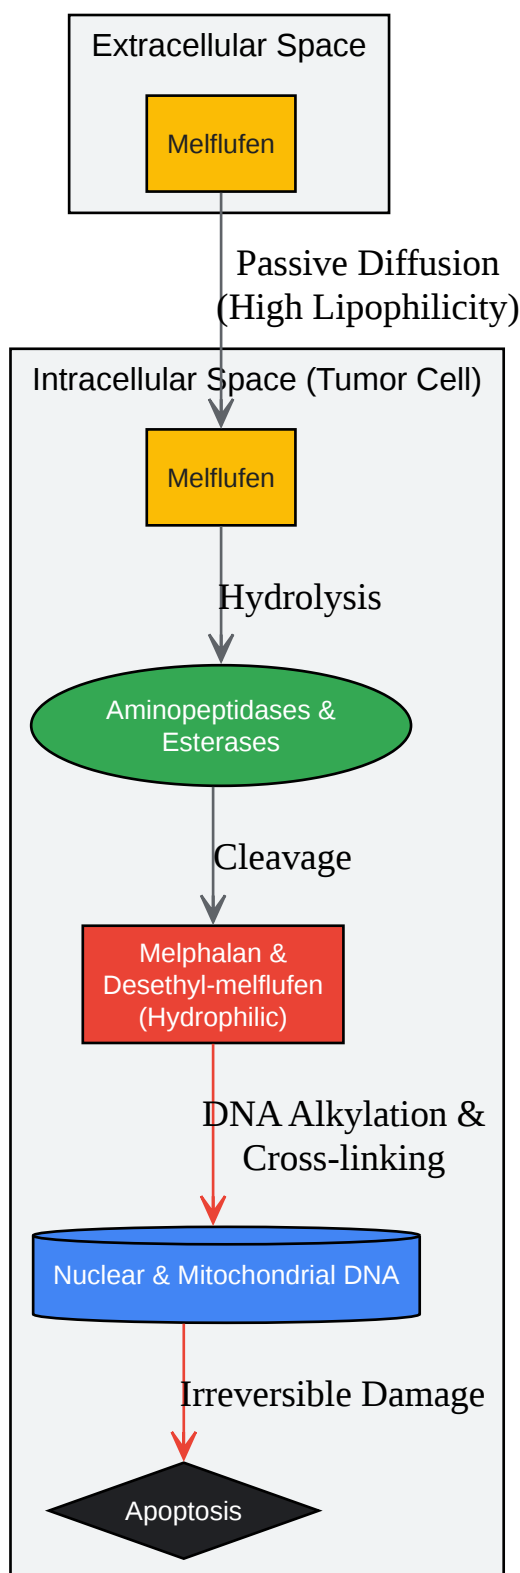 Extracellular Space
Melflufen
Passive Diffusion
(High Lipophilicity)
Intracellular Space (Tumor Cell)
Melflufen
Hydrolysis
Aminopeptidases &
Esterases
Cleavage
Melphalan &
Desethyl-melflufen
(Hydrophilic)
DNA Alkylation &
Cross-linking
Nuclear & Mitochondrial DNA
Irreversible Damage
Apoptosis